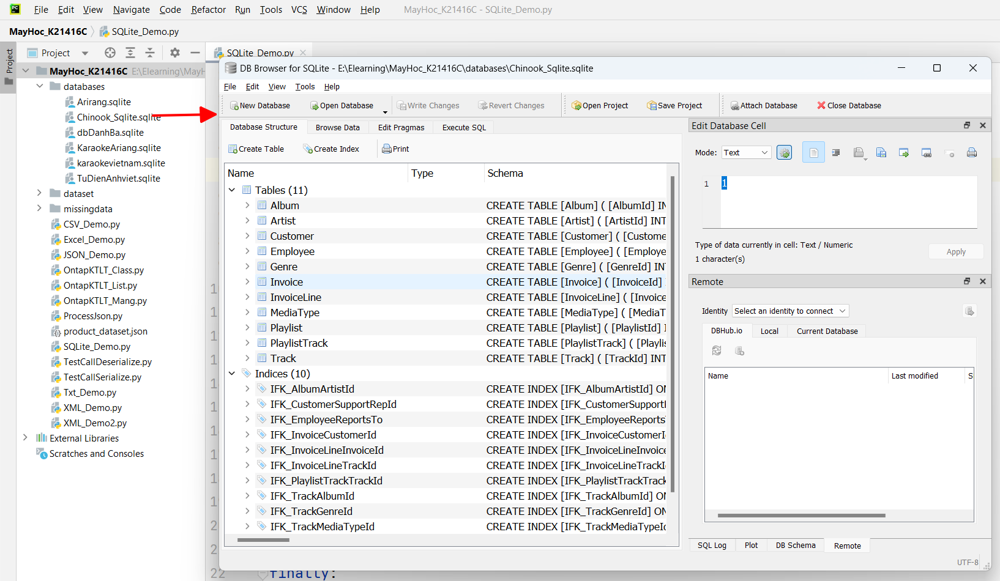 PC File Edit View Navigate Code Refactor Run Tools VCS Window Help MayHoc_K21416C - SQLite_Demo.py
MayHoc_K21416C SQLite_Demo.py
Project
Project
SQLite_Demo.py
MayHoc_K21416C E:\Elearning\MayH
databases
Arirang.sqlite
Chinook_Sqlite.sqlite
dbDanhBa.sqlite
KaraokeAriang.sqlite
karaokevietnam.sqlite
TuDienAnhviet.sqlite
dataset
missingdata
CSV_Demo.py
Excel_Demo.py
JSON_Demo.py
OntapKTLT_Class.py
OntapKTLT_List.py
OntapKTLT_Mang.py
ProcessJson.py
product_dataset.json
SQLite_Demo.py
TestCallDeserialize.py
TestCallSerialize.py
Txt_Demo.py
XML_Demo.py
XML_Demo2.py
External Libraries
Scratches and Consoles
1
1
1
1
1
1
1
1
1
1
2
2
22 finally:
DB Browser for SQLite - E:\Elearning\MayHoc_K21416C\databases\Chinook_Sqlite.sqlite
File Edit View Tools Help
New Database Open Database Write Changes Revert Changes Open Project Save Project Attach Database Close Database
Database Structure Browse Data Edit Pragmas Execute SQL
Create Table Create Index Print
Name Type Schema
Tables (11)
Album CREATE TABLE [Album] ( [AlbumId] IN
Artist CREATE TABLE [Artist] ( [ArtistId] INT
Customer CREATE TABLE [Customer] ( [Custome
Employee CREATE TABLE [Employee] ( [Employe
Genre CREATE TABLE [Genre] ( [GenreId] INT
Invoice CREATE TABLE [Invoice] ( [InvoiceId]
InvoiceLine CREATE TABLE [InvoiceLine] ( [Invoice
MediaType CREATE TABLE [MediaType] ( [MediaT
Playlist CREATE TABLE [Playlist] ( [PlaylistId] I
PlaylistTrack CREATE TABLE [PlaylistTrack] ( [Playlis
Track CREATE TABLE [Track] ( [TrackId] INT
Indices (10)
IFK_AlbumArtistId CREATE INDEX [IFK_AlbumArtistId] ON
IFK_CustomerSupportRepId CREATE INDEX [IFK_CustomerSupportI
IFK_EmployeeReportsTo CREATE INDEX [IFK_EmployeeReports
IFK_InvoiceCustomerId CREATE INDEX [IFK_InvoiceCustomerI
IFK_InvoiceLineInvoiceId CREATE INDEX [IFK_InvoiceLineInvoice
IFK_InvoiceLineTrackId CREATE INDEX [IFK_InvoiceLineTrackI
IFK_PlaylistTrackTrackId CREATE INDEX [IFK_PlaylistTrackTrack
IFK_TrackAlbumId CREATE INDEX [IFK_TrackAlbumId] ON
IFK_TrackGenreId CREATE INDEX [IFK_TrackGenreId] ON
IFK_TrackMediaTypeId CREATE INDEX [IFK_TrackMediaTypeId
Edit Database Cell
Mode: Text
1 1
Type of data currently in cell: Text / Numeric
1 character(s)
Apply
Remote
Identity Select an identity to connect
DBHub.io Local Current Database
Name Last modified S
SQL Log Plot DB Schema Remote
UTF-8